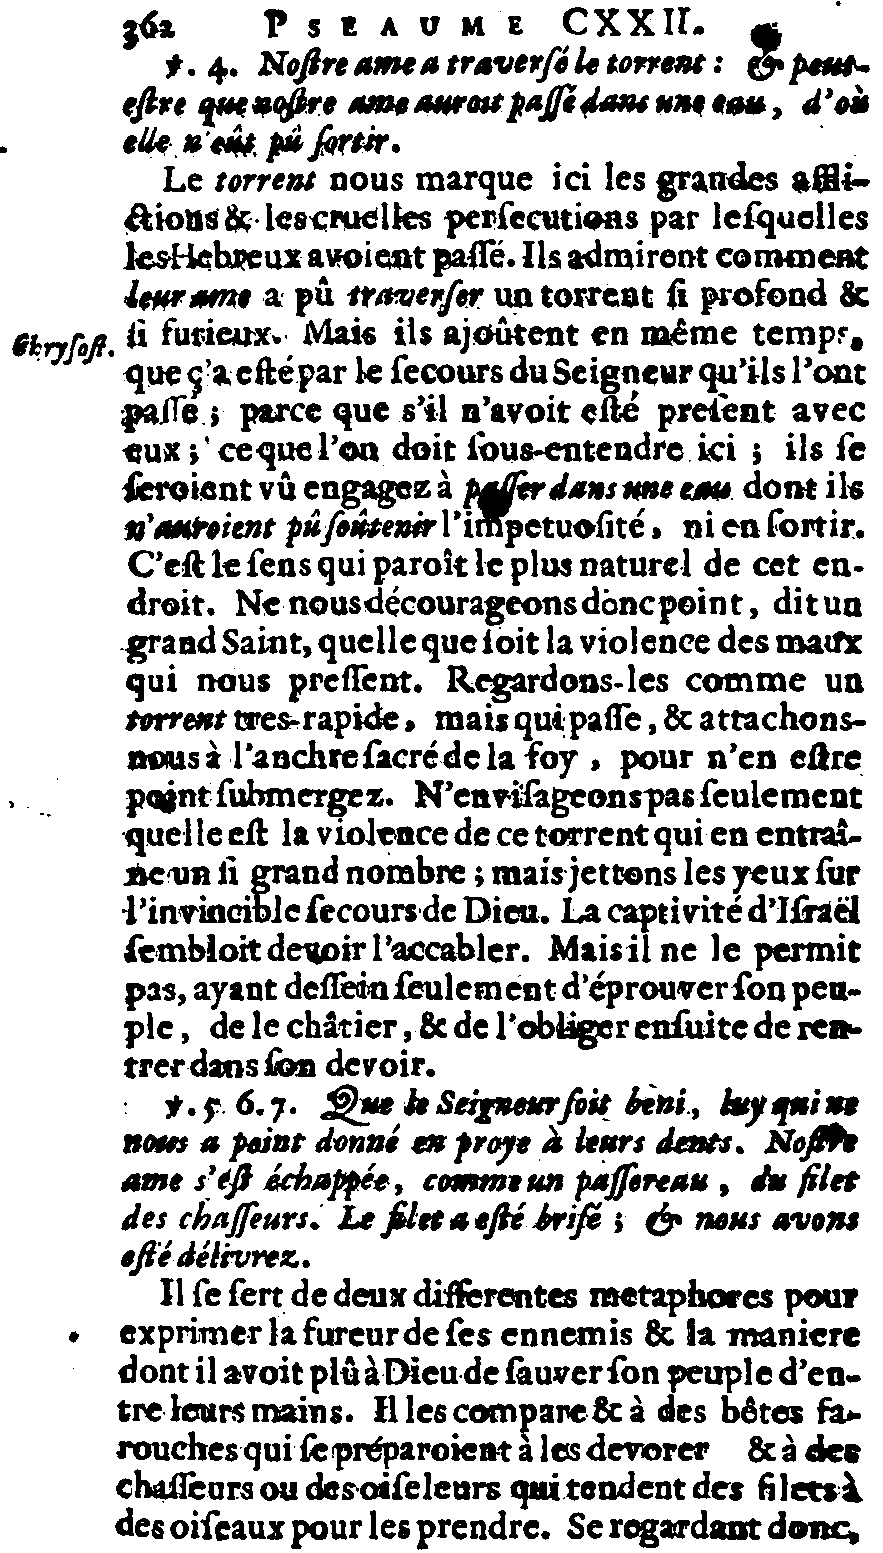 362 PSEAUME CXXII.
℣. 4. Noſtre ame a traverſé le torrent : & peut-
eſtre que noſtre ame auroit paſſé dans une eau, d'où
elle n'eût pû ſortir.
Le torrent nous marque ici les grandes affli-
ctions & les cruelles perſecutions par leſquelles
les Hebreux avoient paſſé. Ils admirent comment
leur ame a pû traverſer un torrent ſi profond &
Chryſoſt. ſi furieux. Mais ils ajoûtent en même temps,
que ç'a eſté par le ſecours du Seigneur qu'ils l'ont
paſſé ; parce que s'il n'avoit eſté preſent avec
eux ; ce que l'on doit ſous-entendre ici ; ils ſe
ſeroient vû engagez à paſſer dans une eau dont ils
n'auroient pû ſoûtenir l'impetuoſité, ni en ſortir.
C'eſt le ſens qui paroît le plus naturel de cet en-
droit. Ne nous décourageons donc point, dit un
grand Saint, quelle que ſoit la violence des maux
qui nous preſſent. Regardons-les comme un
torrent tres-rapide, mais qui paſſe, & attachons-
nous à l'anchre ſacré de la foy, pour n'en eſtre
point ſubmergez. N'enviſageons pas ſeulement
quelle eſt la violence de ce torrent qui en entraî-
ne un ſi grand nombre ; mais jettons les yeux ſur
l'invincible ſecours de Dieu. La captivité d'Iſraël
ſembloit devoir l'accabler. Mais il ne le permit
pas, ayant deſſein ſeulement d'éprouver ſon peu-
ple, de le châtier, & de l'obliger enſuite de ren-
trer dans ſon devoir.
℣. 5. 6. 7. Que le Seigneur ſoit beni, luy qui ne
nous a point donné en proye à leurs dents. Noſtre
ame s'eſt échappée, comme un paſſereau, du filet
des chaſſeurs. Le filet a eſté briſé ; & nous avons
eſté délivrez.
Il ſe ſert de deux differentes metaphores pour
exprimer la fureur de ſes ennemis & la maniere
dont il avoit plû à Dieu de ſauver ſon peuple d'en-
tre leurs mains. Il les compare & à des bêtes fa-
rouches qui ſe préparoient à les devorer & à des
chaſſeurs ou des oiſeleurs qui tendent des filets à
des oiſeaux pour les prendre. Se regardant donc,